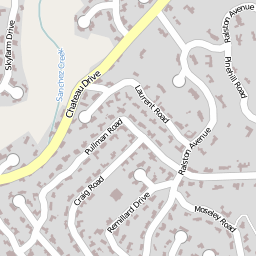 Skyfarm Drive
Sanchez Creek
Chateau Drive
Ralston Avenue
Pinehill Road
Laurent Road
Pullman Road
Ralston Avenue
Craig Road
Remillard Drive
Moseley Road